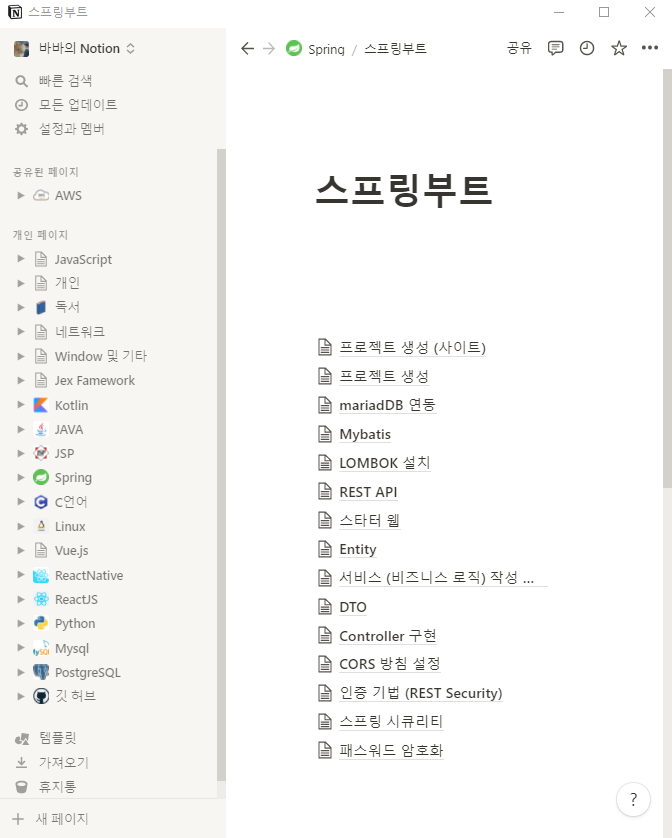 스프링부트
바바의 Notion
빠른 검색
모든 업데이트
설정과 멤버
공유된 페이지
AWS
개인 페이지
JavaScript
개인
독서
네트워크
Window 및 기타
Jex Famework
Kotlin
JAVA
JSP
Spring
C언어
Linux
Vue.js
ReactNative
ReactJS
Python
Mysql
PostgreSQL
깃 허브
템플릿
가져오기
휴지통
새 페이지
Spring / 스프링부트
공유
스프링부트
프로젝트 생성 (사이트)
프로젝트 생성
mariadDB 연동
Mybatis
LOMBOK 설치
REST API
스타터 웹
Entity
서비스 (비즈니스 로직) 작성 ...
DTO
Controller 구현
CORS 방침 설정
인증 기법 (REST Security)
스프링 시큐리티
패스워드 암호화
?